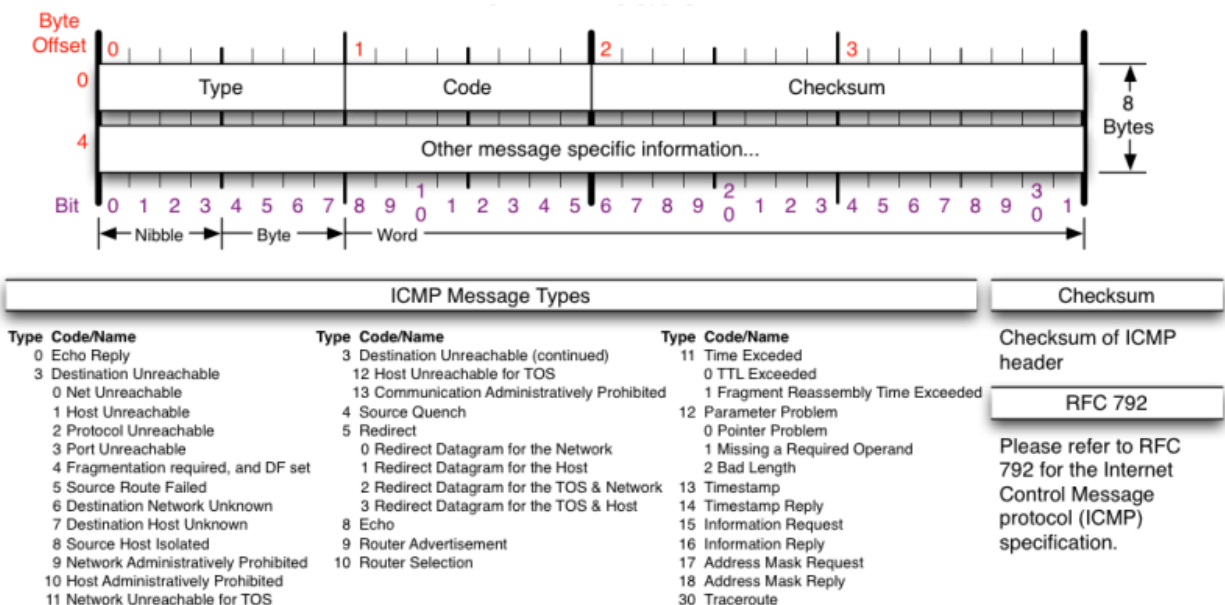 Byte
Offset
0 1 2 3
0 Type Code Checksum
8
Bytes
4 Other message specific information...
Bit 0 1 2 3 4 5 6 7 8 9 10 1 2 3 4 5 6 7 8 9 20 1 2 3 4 5 6 7 8 9 30 1
Nibble Byte Word
ICMP Message Types
Type Code/Name
0 Echo Reply
3 Destination Unreachable
0 Net Unreachable
1 Host Unreachable
2 Protocol Unreachable
3 Port Unreachable
4 Fragmentation required, and DF set
5 Source Route Failed
6 Destination Network Unknown
7 Destination Host Unknown
8 Source Host Isolated
9 Network Administratively Prohibited
10 Host Administratively Prohibited
11 Network Unreachable for TOS
Type Code/Name
3 Destination Unreachable (continued)
12 Host Unreachable for TOS
13 Communication Administratively Prohibited
4 Source Quench
5 Redirect
0 Redirect Datagram for the Network
1 Redirect Datagram for the Host
2 Redirect Datagram for the TOS & Network
3 Redirect Datagram for the TOS & Host
8 Echo
9 Router Advertisement
10 Router Selection
Type Code/Name
11 Time Exceded
0 TTL Exceeded
1 Fragment Reassembly Time Exceeded
12 Parameter Problem
0 Pointer Problem
1 Missing a Required Operand
2 Bad Length
13 Timestamp
14 Timestamp Reply
15 Information Request
16 Information Reply
17 Address Mask Request
18 Address Mask Reply
30 Traceroute
Checksum
Checksum of ICMP
header
RFC 792
Please refer to RFC
792 for the Internet
Control Message
protocol (ICMP)
specification.